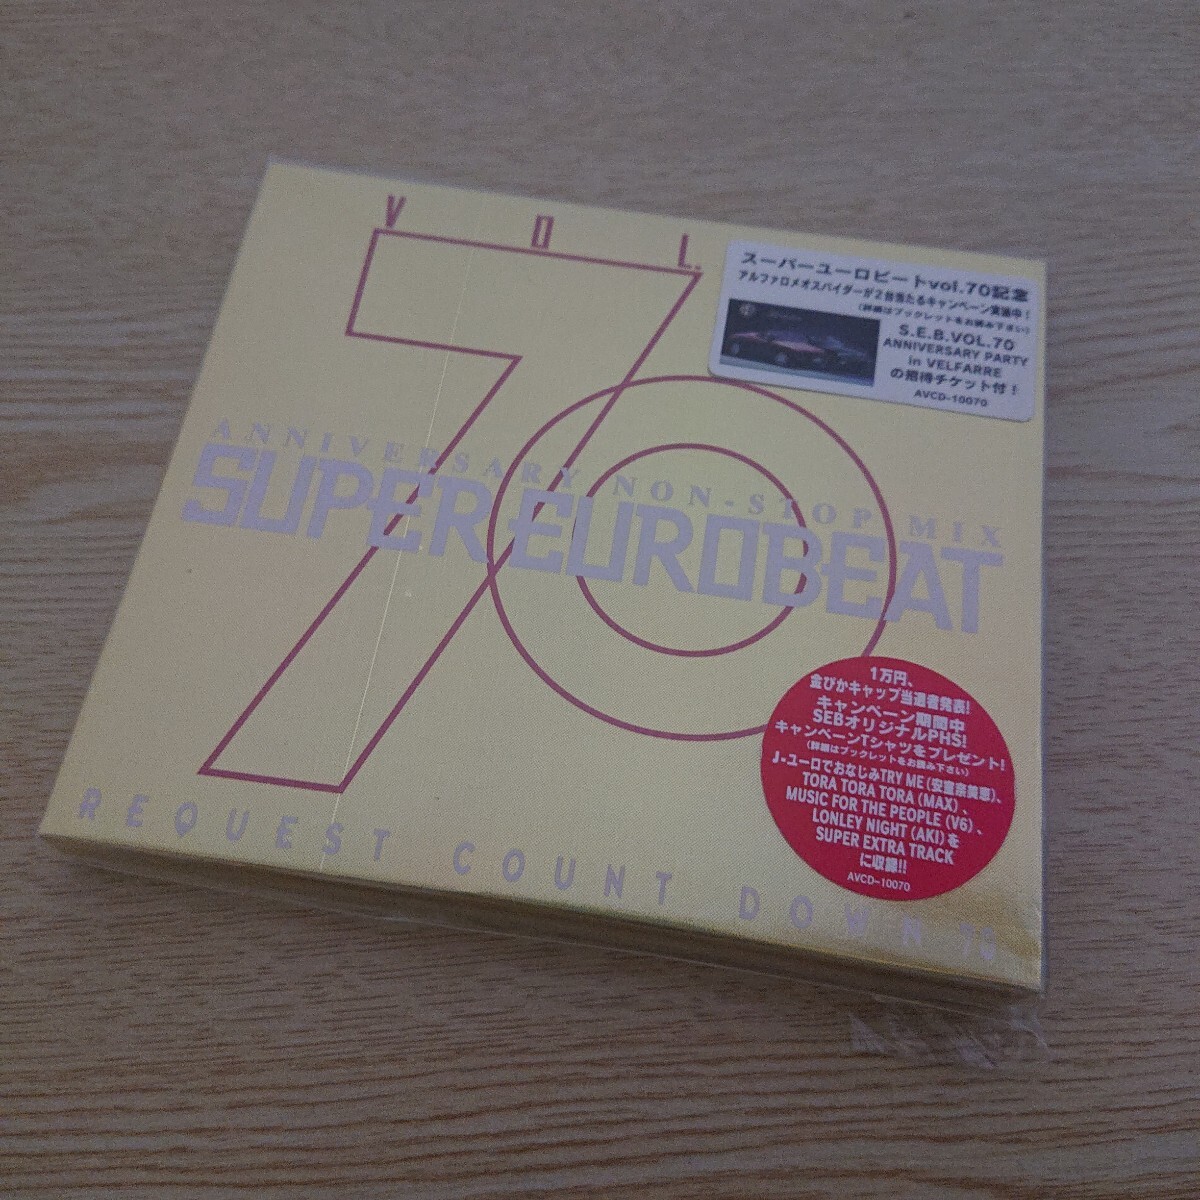 VOL.
70
ANNIVERSARY NON-STOP MIX
SUPER EUROBEAT
REQUEST COUNT DOWN 70
スーパーユーロビートvol.70記念
アルファロメオスパイダーが2台当たるキャンペーン実施中!
(詳細はブックレットをお読み下さい)
S.E.B.VOL.70
ANNIVERSARY PARTY
in VELFARRE
の招待チケット付!
AVCD-10070
1万円、
金ぴかキャップ当選者発表!
キャンペーン期間中
SEBオリジナルPHS!
キャンペーンTシャツをプレゼント!
(詳細はブックレットをお読み下さい)
J・ユーロでおなじみTRY ME(安室奈美恵)、
TORA TORA TORA (MAX)、
MUSIC FOR THE PEOPLE (V6)、
LONLEY NIGHT (AKI)を
SUPER EXTRA TRACK
に収録!!
AVCD-10070